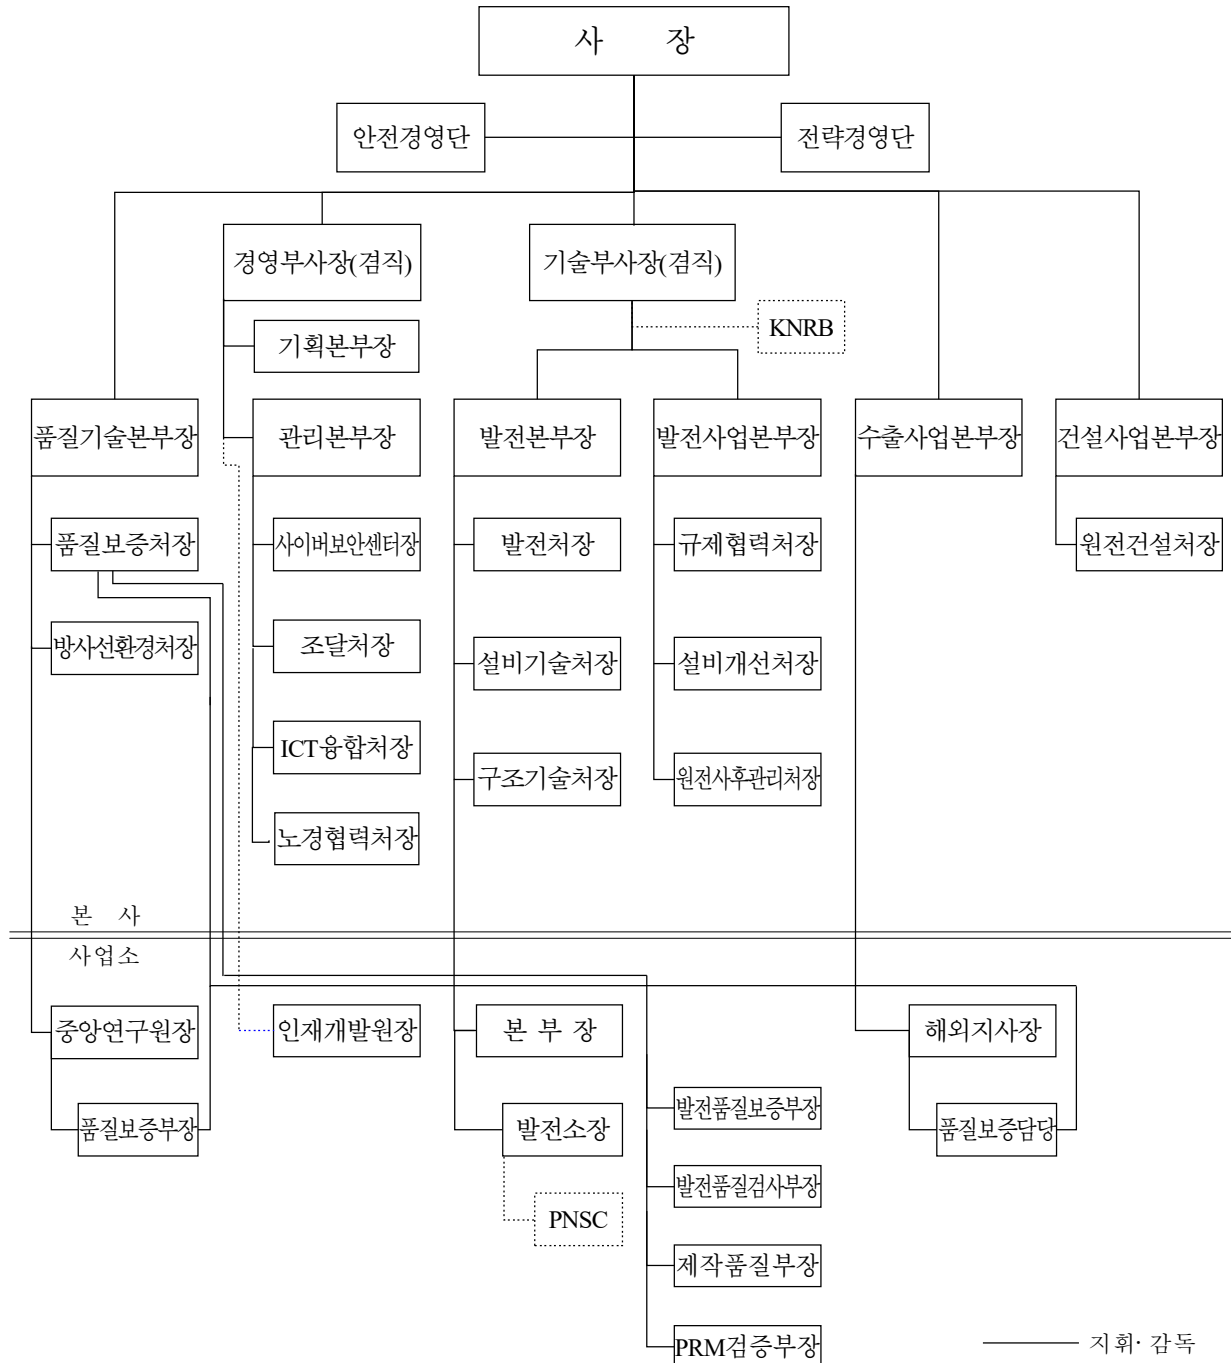 사 장
안전경영단 전략경영단
경영부사장(겸직) 기술부사장(겸직)
KNRB
기획본부장
품질기술본부장 관리본부장 발전본부장 발전사업본부장 수출사업본부장 건설사업본부장
품질보증처장 사이버보안센터장 발전처장 규제협력처장 원전건설처장
방사선환경처장 조달처장 설비기술처장 설비개선처장
ICT융합처장 구조기술처장 원전사후관리처장
노경협력처장
본 사
사업소
중앙연구원장 인재개발원장 본 부 장 해외지사장
발전품질보증부장
품질보증부장 발전소장 품질보증담당
발전품질검사부장
PNSC
제작품질부장
PRM검증부장
지휘· 감독